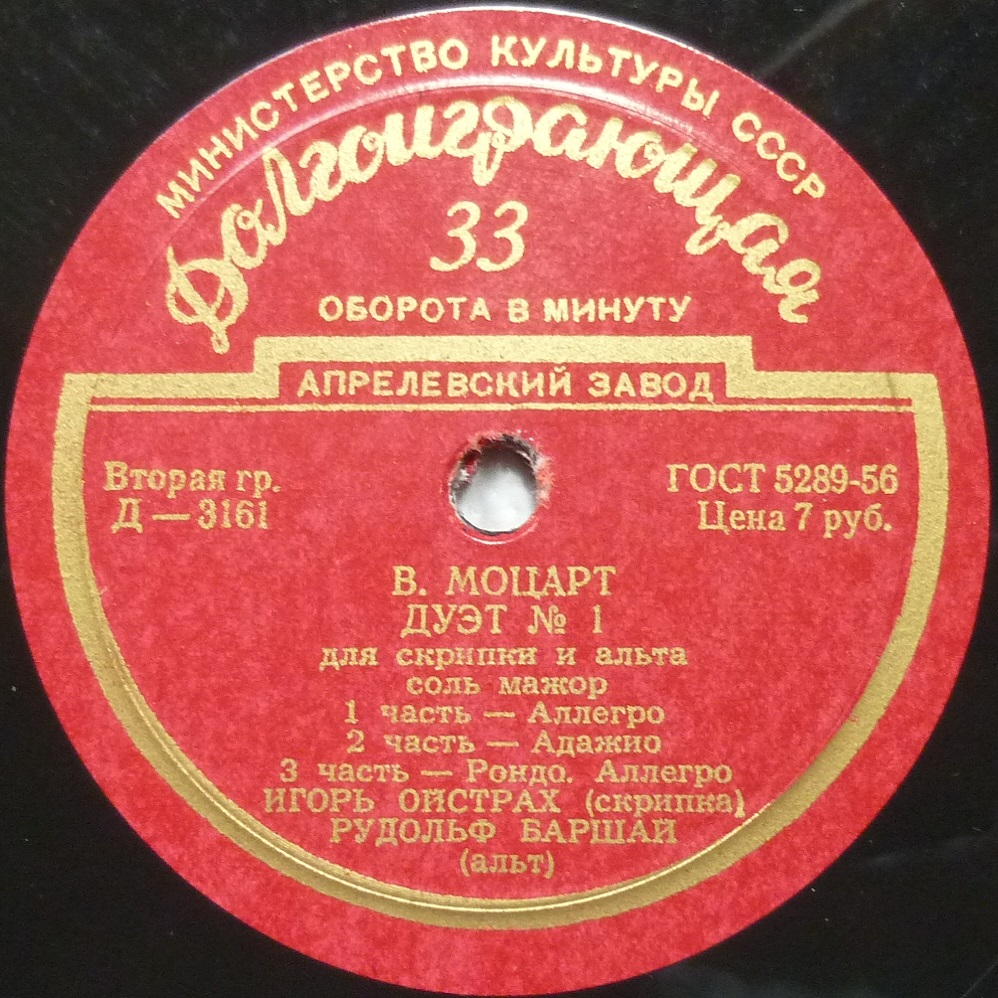 МИНИСТЕРСТВО КУЛЬТУРЫ СССР
Долгоиграющая
33
ОБОРОТА В МИНУТУ
АПРЕЛЕВСКИЙ ЗАВОД
Вторая гр.
Д — 3161
ГОСТ 5289-56
Цена 7 руб.
В. МОЦАРТ
ДУЭТ № 1
для скрипки и альта
соль мажор
1 часть — Аллегро
2 часть — Адажио
3 часть — Рондо. Аллегро
ИГОРЬ ОЙСТРАХ (скрипка)
РУДОЛЬФ БАРШАЙ
(альт)